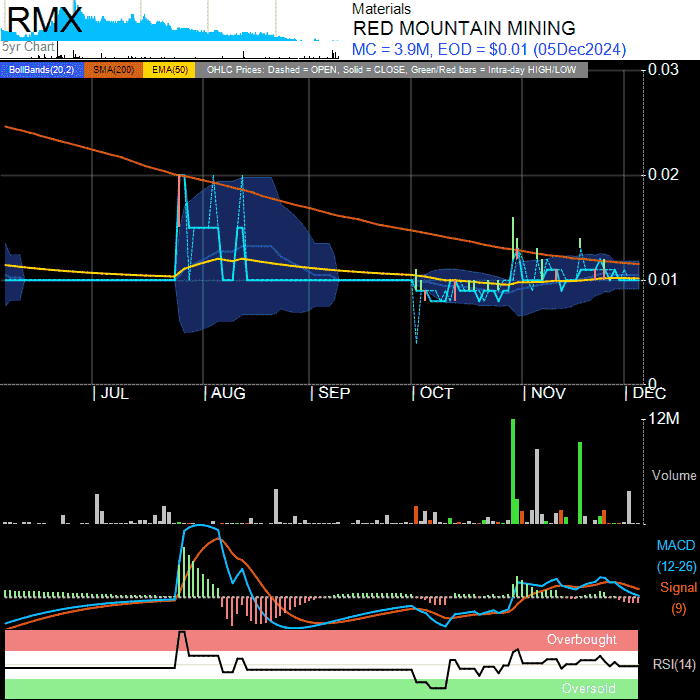 RMX
5yr Chart
Materials
RED MOUNTAIN MINING
MC = 3.9M, EOD = $0.01 (05Dec2024)
BollBands(20,2) SMA(200) EMA(50) OHLC Prices: Dashed = OPEN, Solid = CLOSE, Green/Red bars = Intra-day HIGH/LOW
0.03
0.02
0.01
0
JUL AUG SEP OCT NOV DEC
12M
Volume
MACD
(12-26)
Signal
(9)
Overbought
RSI(14)
Oversold